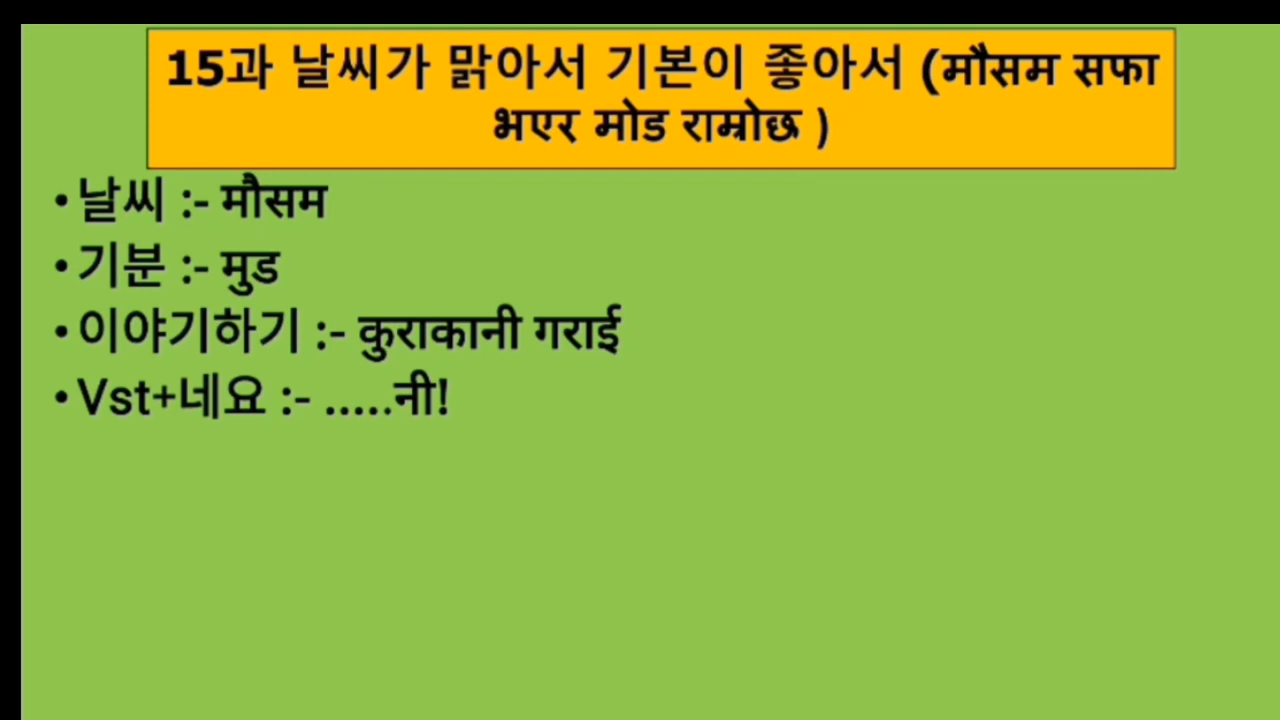 15과 날씨가 맑아서 기본이 좋아서 (मौसम सफा
भएर मोड राम्रोछ )
• 날씨 :- मौसम
• 기분 :- मुड
• 이야기하기 :- कुराकानी गराई
• Vst+네요 :- .....नी!